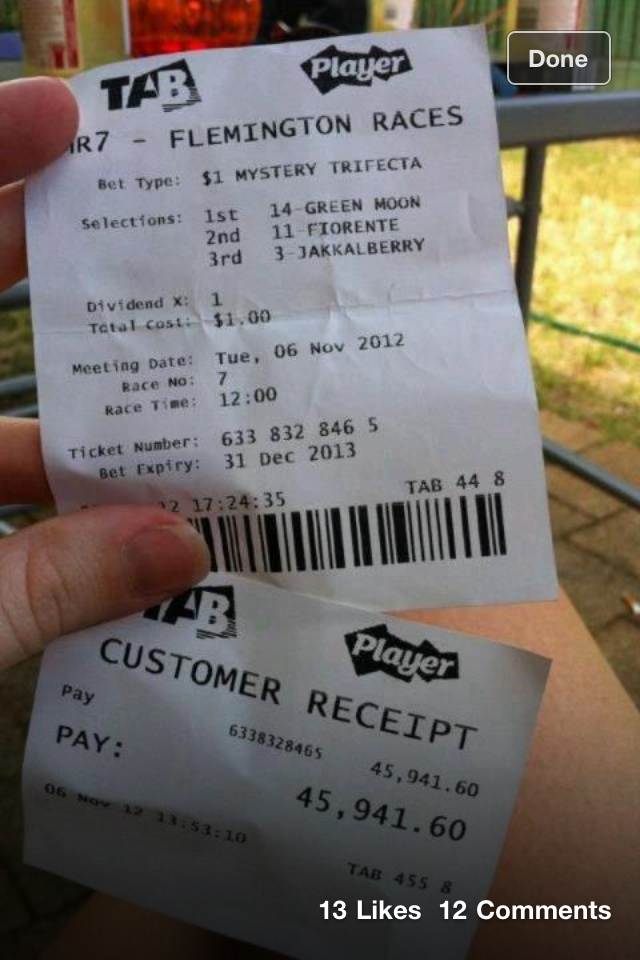 Done
TAB Player
R7 - FLEMINGTON RACES
Bet Type: $1 MYSTERY TRIFECTA
Selections: 1st 14-GREEN MOON
2nd 11-FIORENTE
3rd 3-JAKKALBERRY
Dividend X: 1
Total Cost: $1.00
Meeting Date: Tue, 06 Nov 2012
Race No: 7
Race Time: 12:00
Ticket Number: 633 832 846 5
Bet Expiry: 31 Dec 2013
12 17:24:35 TAB 44 8
TAB Player
CUSTOMER RECEIPT
Pay 6338328465 45,941.60
PAY: 45,941.60
06 Nov 12 13:53:10 TAB 455 8
13 Likes 12 Comments